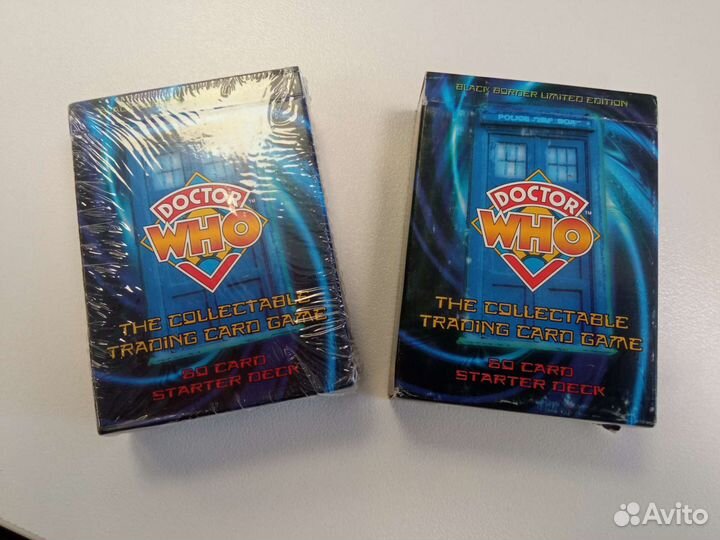 DOCTOR
WHO
THE COLLECTABLE
TRADING CARD GAME
60 CARD
STARTER DECK
BLACK BORDER LIMITED EDITION
POLICE BOX
DOCTOR
WHO
TM
THE COLLECTABLE
TRADING CARD GAME
60 CARD
STARTER DECK
Avito